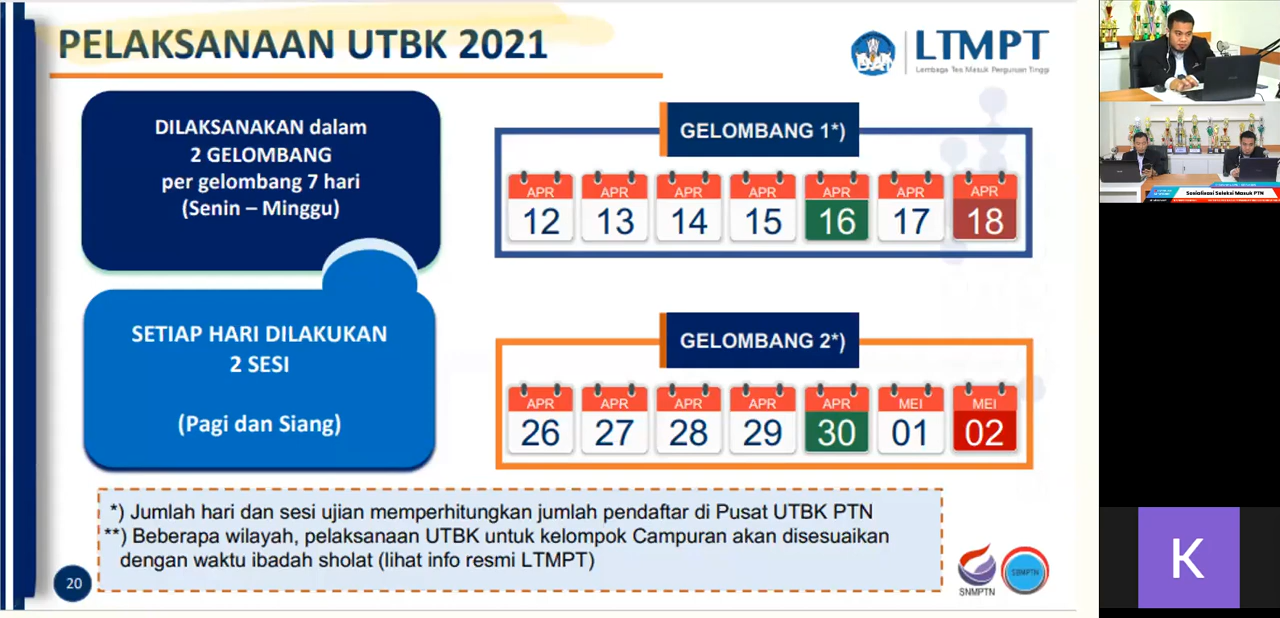 PELAKSANAAN UTBK 2021
LTMPT
Lembaga Tes Masuk Perguruan Tinggi
DILAKSANAKAN dalam
2 GELOMBANG
per gelombang 7 hari
(Senin – Minggu)
SETIAP HARI DILAKUKAN
2 SESI
(Pagi dan Siang)
GELOMBANG 1*)
APR APR APR APR APR APR APR
12 13 14 15 16 17 18
GELOMBANG 2*)
APR APR APR APR APR MEI MEI
26 27 28 29 30 01 02
*) Jumlah hari dan sesi ujian memperhitungkan jumlah pendaftar di Pusat UTBK PTN
**) Beberapa wilayah, pelaksanaan UTBK untuk kelompok Campuran akan disesuaikan
dengan waktu ibadah sholat (lihat info resmi LTMPT)
20
SNMPTN
SBMPTN
Sosialisasi Seleksi Masuk PTN
K